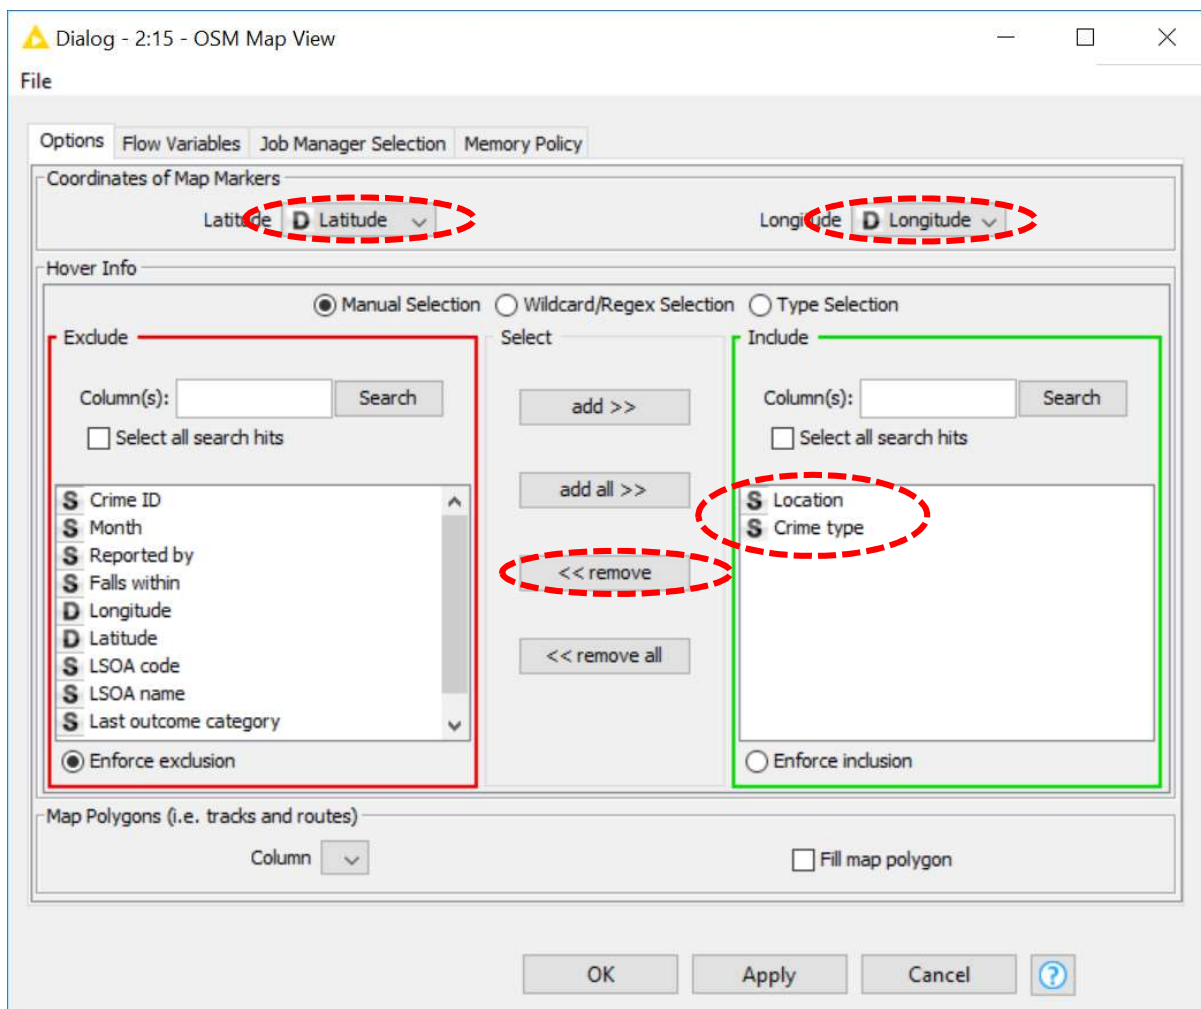 Dialog - 2:15 - OSM Map View
File
Options Flow Variables Job Manager Selection Memory Policy
Coordinates of Map Markers
Latitude D Latitude Longitude D Longitude
Hover Info
Manual Selection Wildcard/Regex Selection Type Selection
Exclude Select Include
Column(s): Search add >> Column(s): Search
Select all search hits Select all search hits
add all >>
S Crime ID S Location
S Month S Crime type
S Reported by
<< remove
S Falls within
D Longitude
D Latitude
<< remove all
S LSOA code
S LSOA name
S Last outcome category
Enforce exclusion Enforce inclusion
Map Polygons (i.e. tracks and routes)
Column Fill map polygon
OK Apply Cancel ?